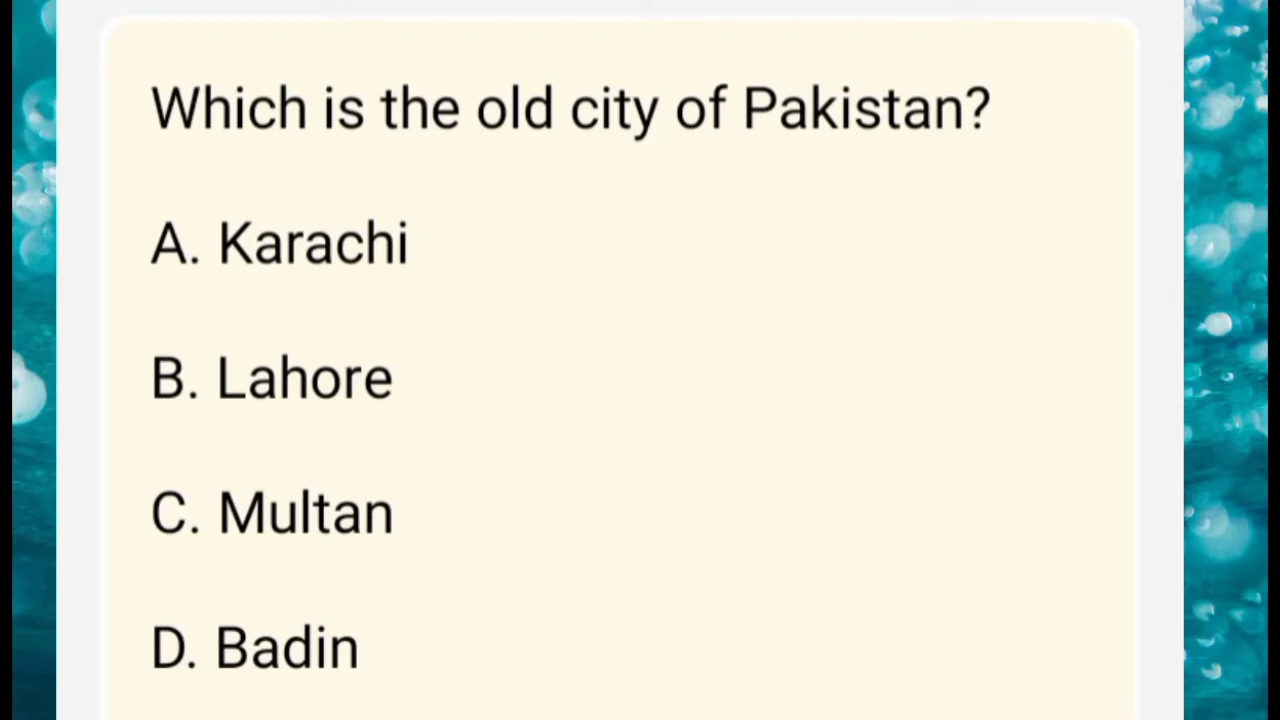 Which is the old city of Pakistan?
A. Karachi
B. Lahore
C. Multan
D. Badin